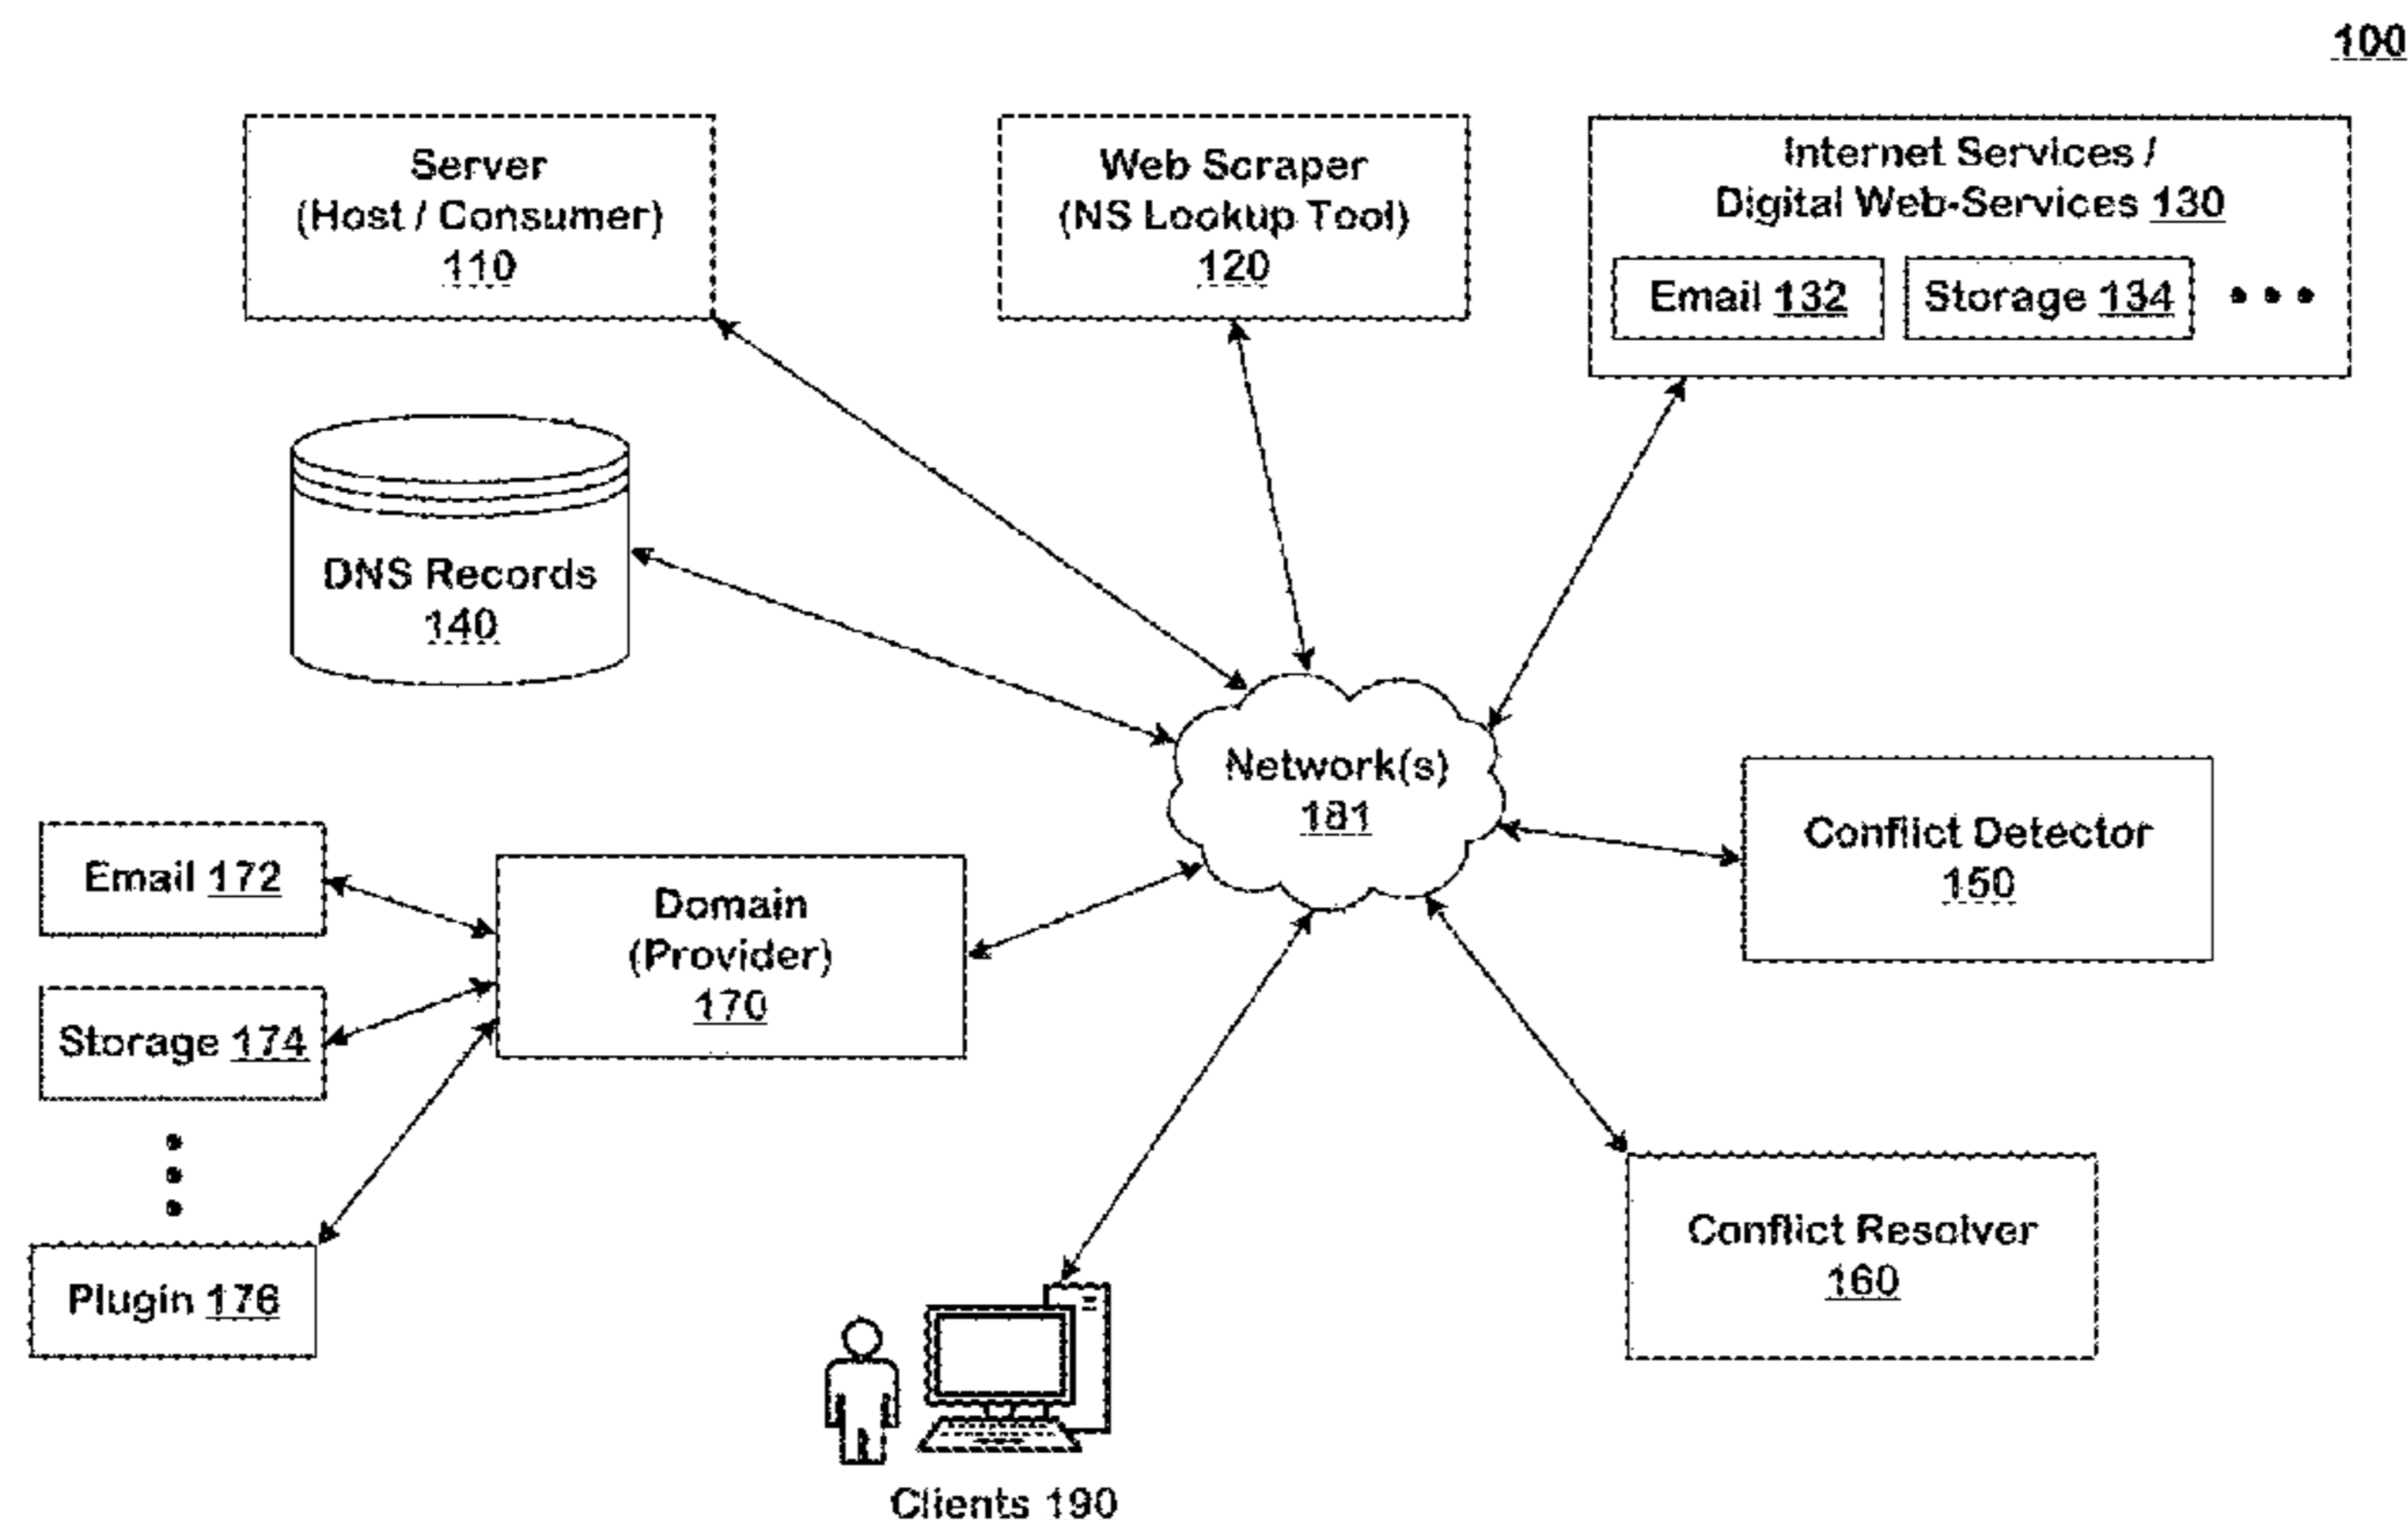 100
Server
(Host / Consumer)
110
Web Scraper
(NS Lookup Tool)
120
Internet Services /
Digital Web-Services 130
Email 132
Storage 134
DNS Records
140
Network(s)
181
Conflict Detector
150
Email 172
Domain
(Provider)
170
Storage 174
Plugin 176
Conflict Resolver
160
Clients 190